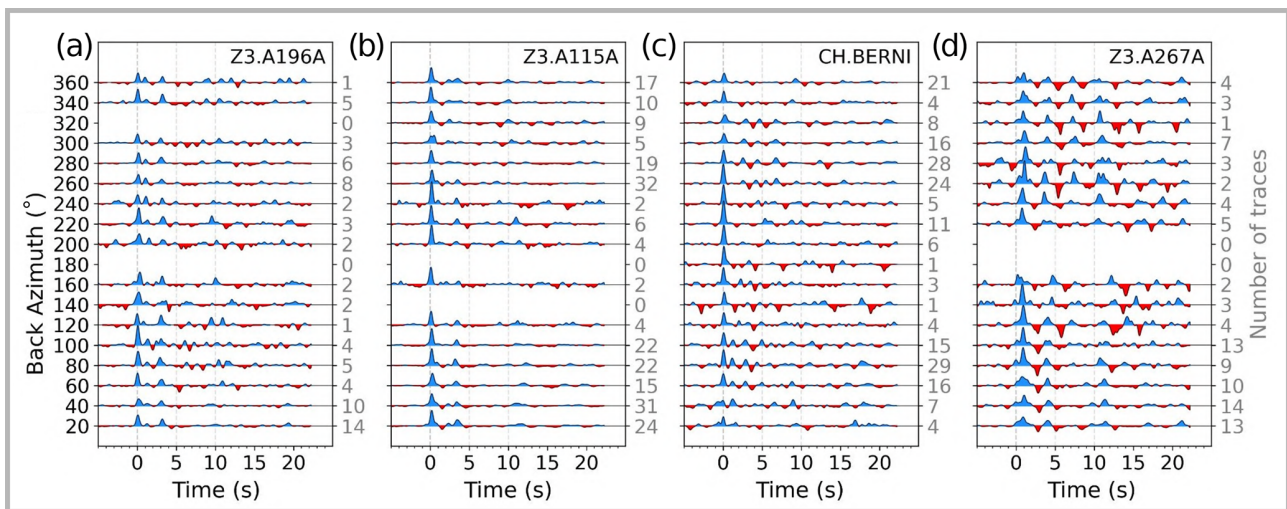 (a) Z3.A196A (b) Z3.A115A (c) CH.BERNI (d) Z3.A267A
360 1 17 21 4
340 5 10 4 3
320 0 9 8 1
300 3 5 16 7
280 6 19 28 3
260 8 32 24 2
240 2 2 5 4
220 3 6 11 5
200 2 4 6 0
180 0 0 1 0
160 2 2 3 2
140 2 0 1 3
120 1 4 4 4
100 4 22 15 13
80 5 22 29 9
60 4 15 16 10
40 10 31 7 14
20 14 24 4 13
Back Azimuth (°)
Number of traces
0 5 10 15 20 0 5 10 15 20 0 5 10 15 20 0 5 10 15 20
Time (s) Time (s) Time (s) Time (s)